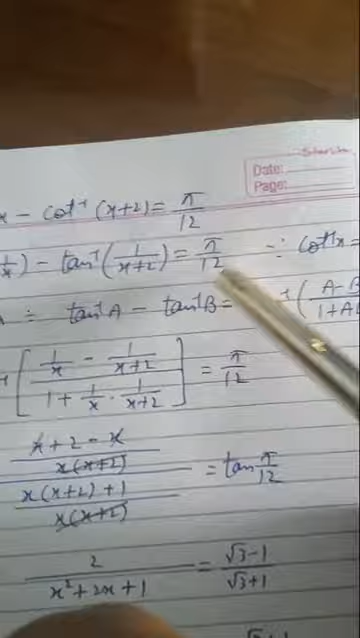 Date:
Page:
x - cot⁻¹ (x+2) = π/12
1/x) - tan⁻¹ (1/(x+2)) = π/12 ∵ cot⁻¹x =
∵ tan⁻¹A - tan⁻¹B = ⁻¹ ((A-B)/(1+AB
[(1/x - 1/(x+2))/(1 + 1/x · 1/(x+2))] = π/12
((x+2-x)/(x(x+2)))/((x(x+2)+1)/(x(x+2))) = tan π/12
2/(x²+2x+1) = (√3-1)/(√3+1)